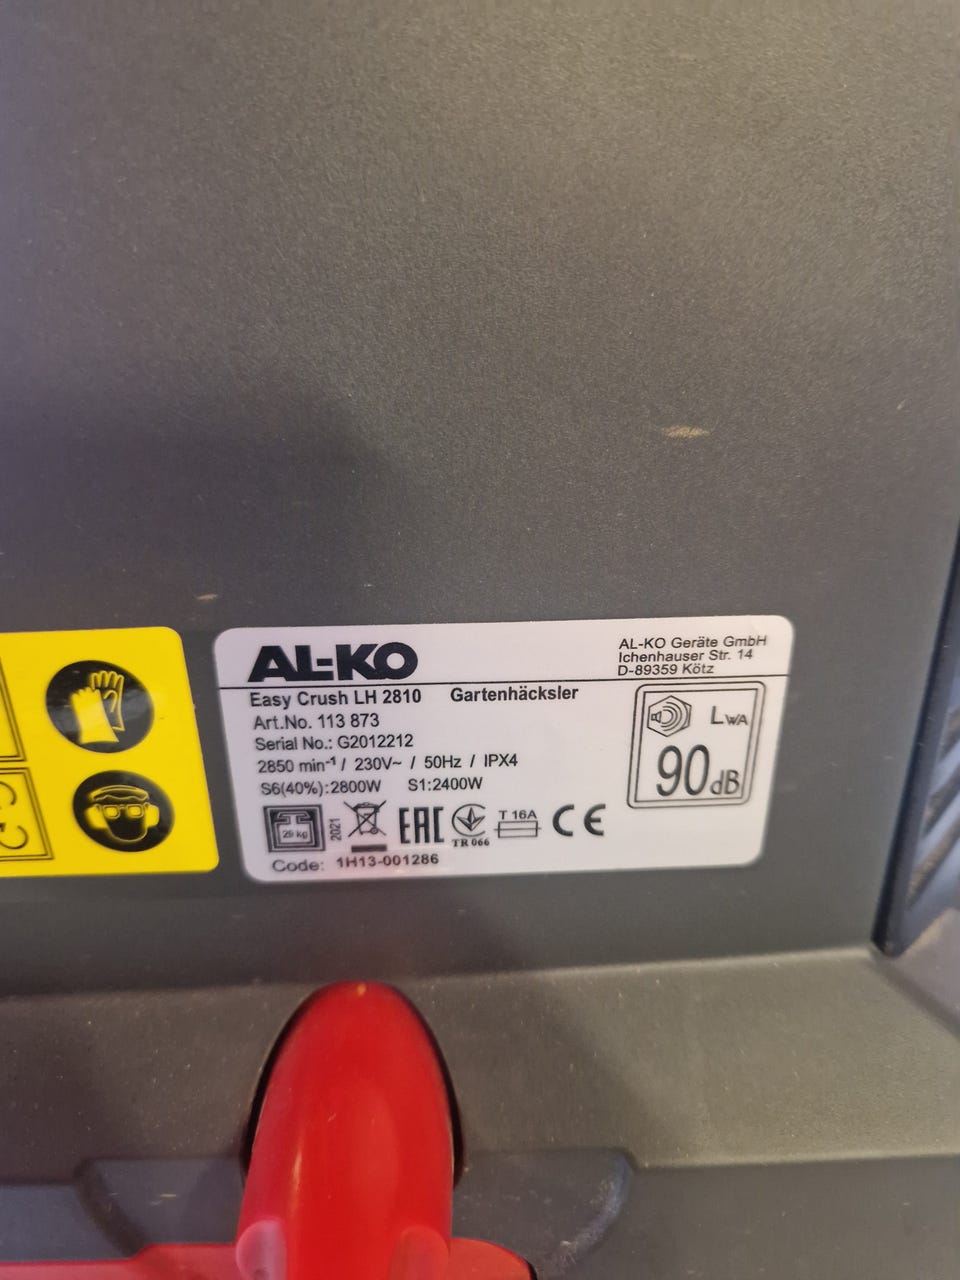 AL-KO
AL-KO Geräte GmbH
Ichenhauser Str. 14
D-89359 Kötz
Easy Crush LH 2810 Gartenhäcksler
Art.No. 113 873
Serial No.: G2012212
2850 min⁻¹ / 230V~ / 50Hz / IPX4
S6(40%):2800W S1:2400W
LWA
90dB
29 kg
2021
EAC
TR 066
T 16A
CE
Code: 1H13-001286